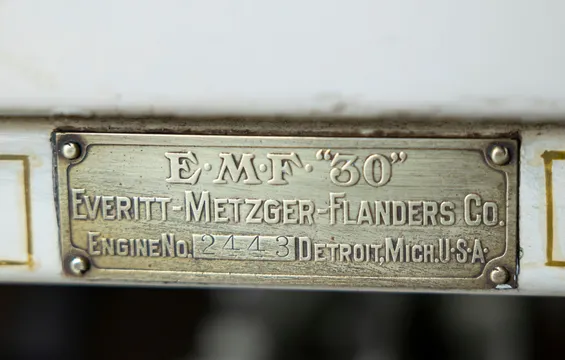 E·M·F· "30"
EVERITT-METZGER-FLANDERS CO.
ENGINE NO. 2443 DETROIT, MICH. U·S·A·